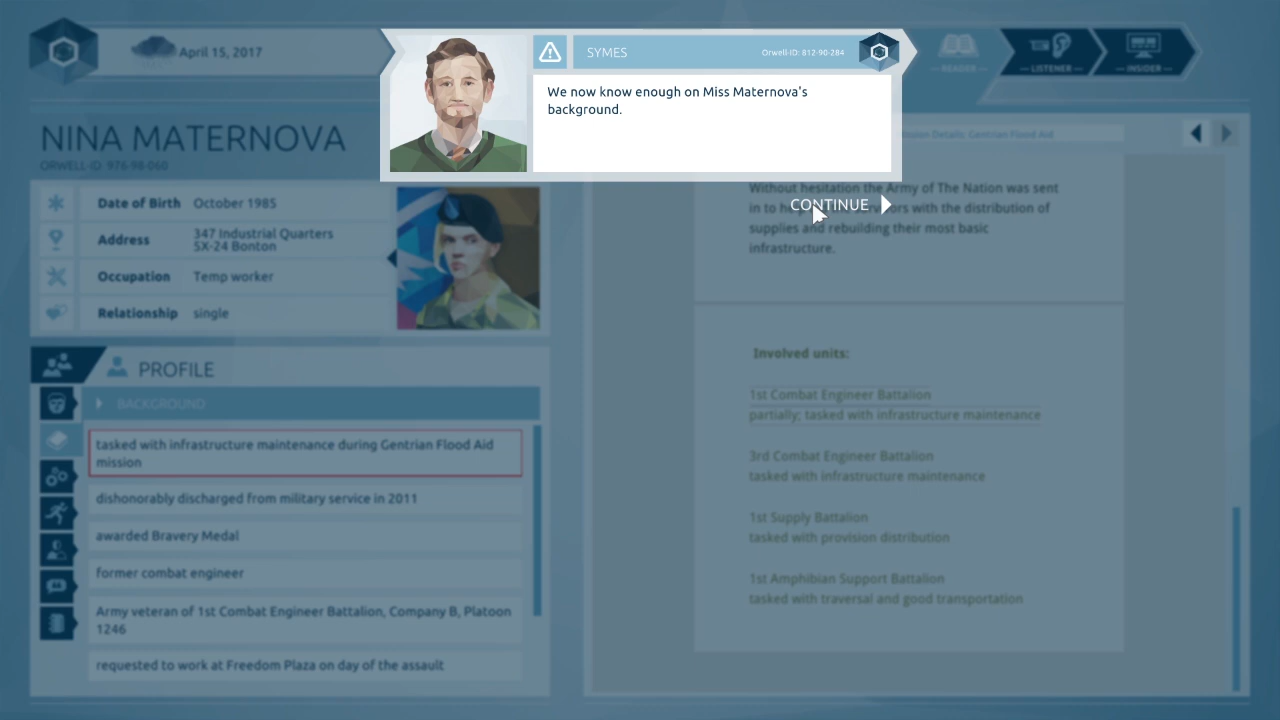 April 15, 2017
SYMES
Orwell-ID: 812-90-284
We now know enough on Miss Maternova's
background.
CONTINUE
READER
LISTENER
INSIDER
NINA MATERNOVA
ORWELL ID: 976-98-060
Date of Birth October 1985
Address 347 Industrial Quarters
SX-24 Bonton
Occupation Temp worker
Relationship single
PROFILE
BACKGROUND
tasked with infrastructure maintenance during Gentrian Flood Aid
mission
dishonorably discharged from military service in 2011
awarded Bravery Medal
former combat engineer
Army veteran of 1st Combat Engineer Battalion, Company B, Platoon
1246
requested to work at Freedom Plaza on day of the assault
Details: Gentrian Flood Aid
Without hesitation the Army of The Nation was sent
in to with the distribution of
supplies and rebuilding their most basic
infrastructure.
Involved units:
1st Combat Engineer Battalion
partially; tasked with infrastructure maintenance
3rd Combat Engineer Battalion
tasked with infrastructure maintenance
1st Supply Battalion
tasked with provision distribution
1st Amphibian Support Battalion
tasked with traversal and good transportation